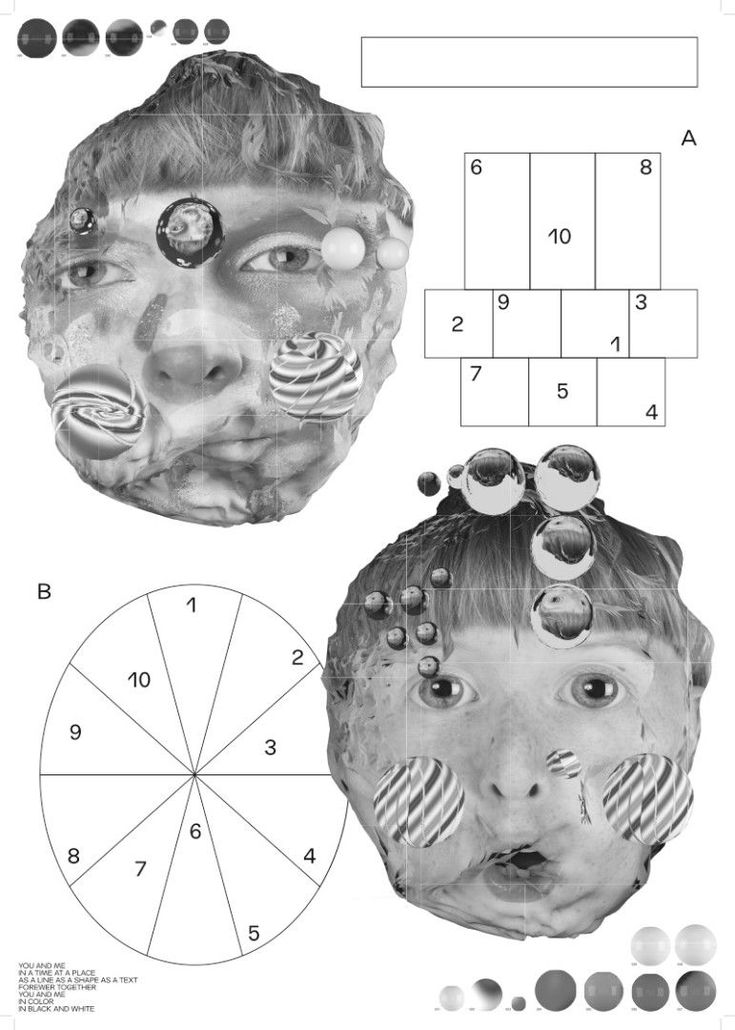 A
6
8
10
2
9
3
1
7
5
4
B
1
2
10
9
3
6
8
7
4
5
YOU AND ME
IN A TIME AT A PLACE
AS A LINE AS A SHAPE AS A TEXT
FOREWER TOGETHER
YOU AND ME
IN COLOR
IN BLACK AND WHITE